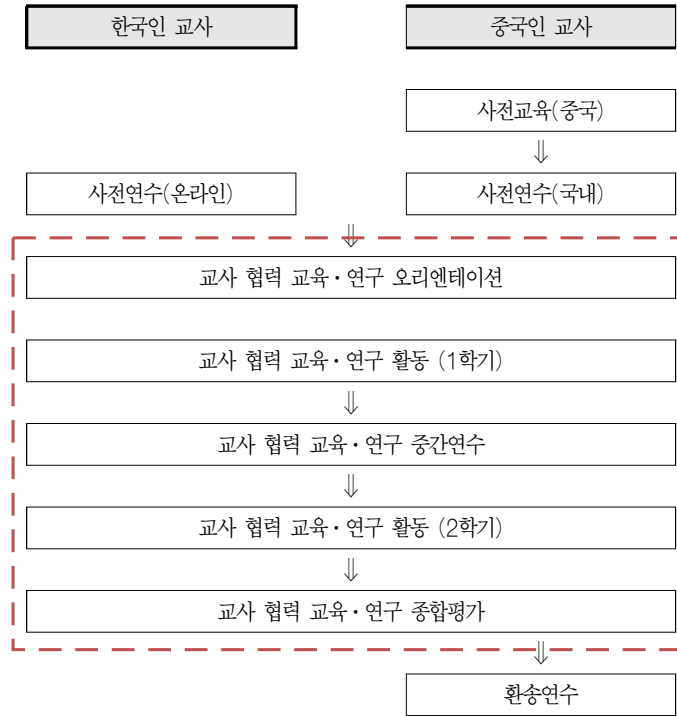 한국인 교사
중국인 교사
사전교육(중국)
⇓
사전연수(온라인)
사전연수(국내)
⇓
교사 협력 교육·연구 오리엔테이션
교사 협력 교육·연구 활동 (1학기)
⇓
교사 협력 교육·연구 중간연수
⇓
교사 협력 교육·연구 활동 (2학기)
⇓
교사 협력 교육·연구 종합평가
⇓
환송연수